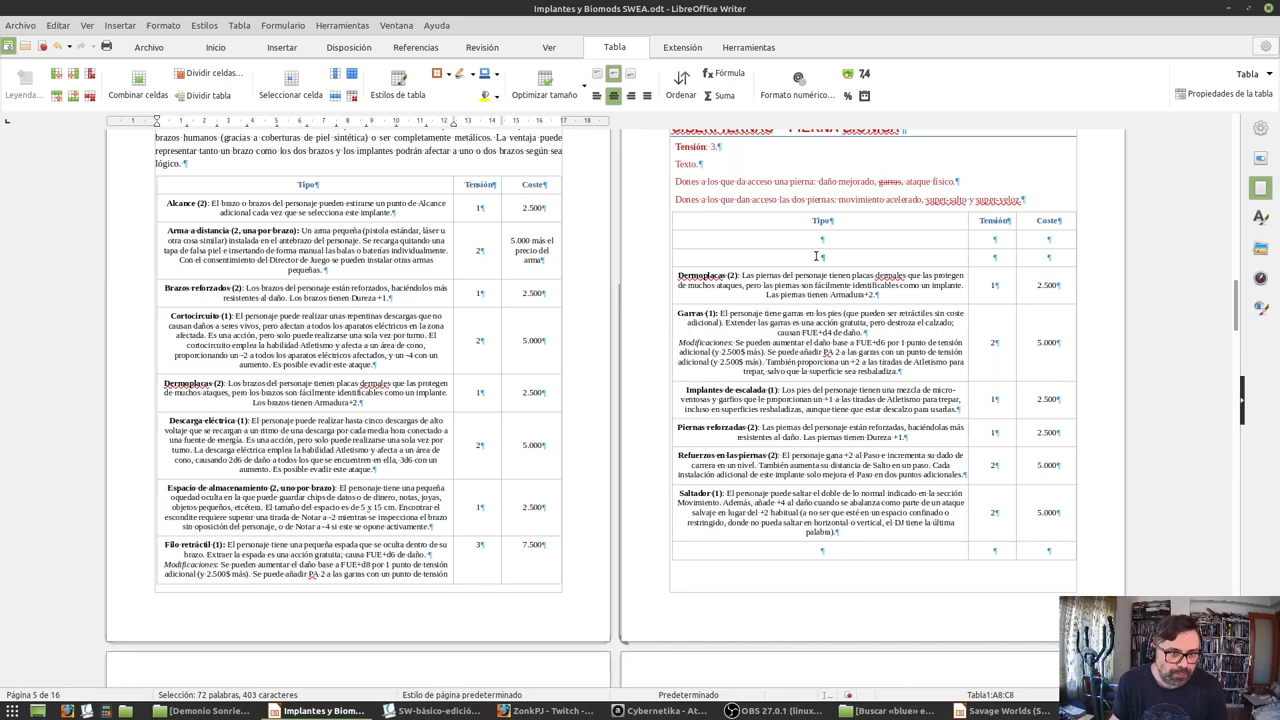 Implantes y Biomods SWEA.odt - LibreOffice Writer
Archivo Editar Ver Insertar Formato Estilos Tabla Formulario Herramientas Ventana Ayuda
Archivo Inicio Insertar Disposición Referencias Revisión Ver Tabla Extensión Herramientas
Leyenda... Combinar celdas Dividir celdas... Dividir tabla Seleccionar celda Estilos de tabla Optimizar tamaño Ordenar Fórmula Suma Formato numérico... Tabla Propiedades de la tabla
brazos humanos (gracias a coberturas de piel sintética) o ser completamente metálicos. La ventaja puede
representar tanto un brazo como los dos brazos y los implantes podrán afectar a uno o dos brazos según sea
lógico. ¶
Tipo¶ Tensión¶ Coste¶
Alcance (2): El brazo o brazos del personaje pueden estirarse un punto de Alcance
adicional cada vez que se selecciona este implante.¶
1¶ 2.500¶
Arma a distancia (2, una por brazo): Un arma pequeña (pistola estándar, láser u
otra cosa similar) instalada en el antebrazo del personaje. Se recarga quitando una
tapa de falsa piel e insertando de forma manual las balas o baterías individualmente.
Con el consentimiento del Director de Juego se pueden instalar otras armas
pequeñas. ¶
2¶ 5.000 más el
precio del
arma¶
Brazos reforzados (2): Los brazos del personaje están reforzados, haciéndolos más
resistentes al daño. Los brazos tienen Dureza +1.¶
1¶ 2.500¶
Cortocircuito (1): El personaje puede realizar unas repentinas descargas que no
causan daños a seres vivos, pero afectan a todos los aparatos eléctricos en la zona
afectada. Es una acción, pero solo puede realizarse una sola vez por turno. El
cortocircuito emplea la habilidad Atletismo y afecta a un área de cono,
proporcionando un -2 a todos los aparatos eléctricos afectados, y un -4 con un
aumento. Es posible evadir este ataque.¶
2¶ 5.000¶
Dermoplacas (2): Los brazos del personaje tienen placas dermales que las protegen
de muchos ataques, pero los brazos son fácilmente identificables como un implante.
Los brazos tienen Armadura+2.¶
1¶ 2.500¶
Descarga eléctrica (1): El personaje puede realizar hasta cinco descargas de alto
voltaje que se recargan a un ritmo de una descarga por cada media hora conectado a
una fuente de energía. Es una acción, pero solo puede realizarse una sola vez por
turno. La descarga eléctrica emplea la habilidad Atletismo y afecta a un área de
cono, causando 2d6 de daño a todos los que se encuentren en ella, 3d6 con un
aumento. Es posible evadir este ataque.¶
2¶ 5.000¶
Espacio de almacenamiento (2, uno por brazo): El personaje tiene una pequeña
oquedad oculta en la que puede guardar chips de datos o de dinero, notas, joyas,
objetos pequeños, etcétera. El tamaño del espacio es de 5 x 15 cm. Encontrar el
escondite requiere superar una tirada de Notar a -2 mientras se inspecciona el brazo
sin oposición del personaje, o de Notar a -4 si este se opone activamente.¶
1¶ 2.500¶
Filo retráctil (1): El personaje tiene una pequeña espada que se oculta dentro de su
brazo. Extraer la espada es una acción gratuita; causa FUE+d6 de daño. ¶
Modificaciones: Se pueden aumentar el daño base a FUE+d8 por 1 punto de tensión
adicional (y 2.500$ más). Se puede añadir PA 2 a las garras con un punto de tensión
3¶ 7.500¶
Tensión: 3.¶
Texto.¶
Dones a los que da acceso una pierna: daño mejorado, garras, ataque físico.¶
Dones a los que dan acceso las dos piernas: movimiento acelerado, super-salto y super-veloz.¶
Tipo¶ Tensión¶ Coste¶
¶ ¶ ¶
¶ ¶ ¶
Dermoplacas (2): Las piernas del personaje tienen placas dermales que las protegen
de muchos ataques, pero las piernas son fácilmente identificables como un implante.
Las piernas tienen Armadura+2.¶
1¶ 2.500¶
Garras (1): El personaje tiene garras en los pies (que pueden ser retráctiles sin coste
adicional). Extender las garras es una acción gratuita, pero destroza el calzado;
causan FUE+d4 de daño.¶
Modificaciones: Se pueden aumentar el daño base a FUE+d6 por 1 punto de tensión
adicional (y 2.500$ más). Se puede añadir PA 2 a las garras con un punto de tensión
adicional (y 2.500$ más). También proporciona un +2 a las tiradas de Atletismo para
trepar, salvo que la superficie sea resbaladiza.¶
2¶ 5.000¶
Implantes de escalada (1): Los pies del personaje tienen una mezcla de micro-
ventosas y garfios que le proporcionan un +1 a las tiradas de Atletismo para trepar,
incluso en superficies resbaladizas, aunque tiene que estar descalzo para usarlas.¶
1¶ 2.500¶
Piernas reforzadas (2): Las piernas del personaje están reforzadas, haciéndolas más
resistentes al daño. Las piernas tienen Dureza +1.¶
1¶ 2.500¶
Refuerzos en las piernas (2): El personaje gana +2 al Paso e incrementa su dado de
carrera en un nivel. También aumenta su distancia de Salto en un paso. Cada
instalación adicional de este implante solo mejora el Paso en dos puntos adicionales.¶
2¶ 5.000¶
Saltador (1): El personaje puede saltar el doble de lo normal indicado en la sección
Movimiento. Además, añade +4 al daño cuando se abalanza como parte de un ataque
salvaje en lugar del +2 habitual (a no ser que esté en un espacio confinado o
restringido, donde no pueda saltar en horizontal o vertical, el DJ tiene la última
palabra).¶
2¶ 5.000¶
¶ ¶ ¶
Página 5 de 16 Selección: 72 palabras, 403 caracteres Estilo de página predeterminado Predeterminado Tabla1:A8:C8
[Demonio Sonrie... Implantes y Biom... SW-básico-edició... ZonkPJ - Twitch -... Cybernetika - At... OBS 27.0.1 (linux... [Buscar «blue» e... Savage Worlds (S...